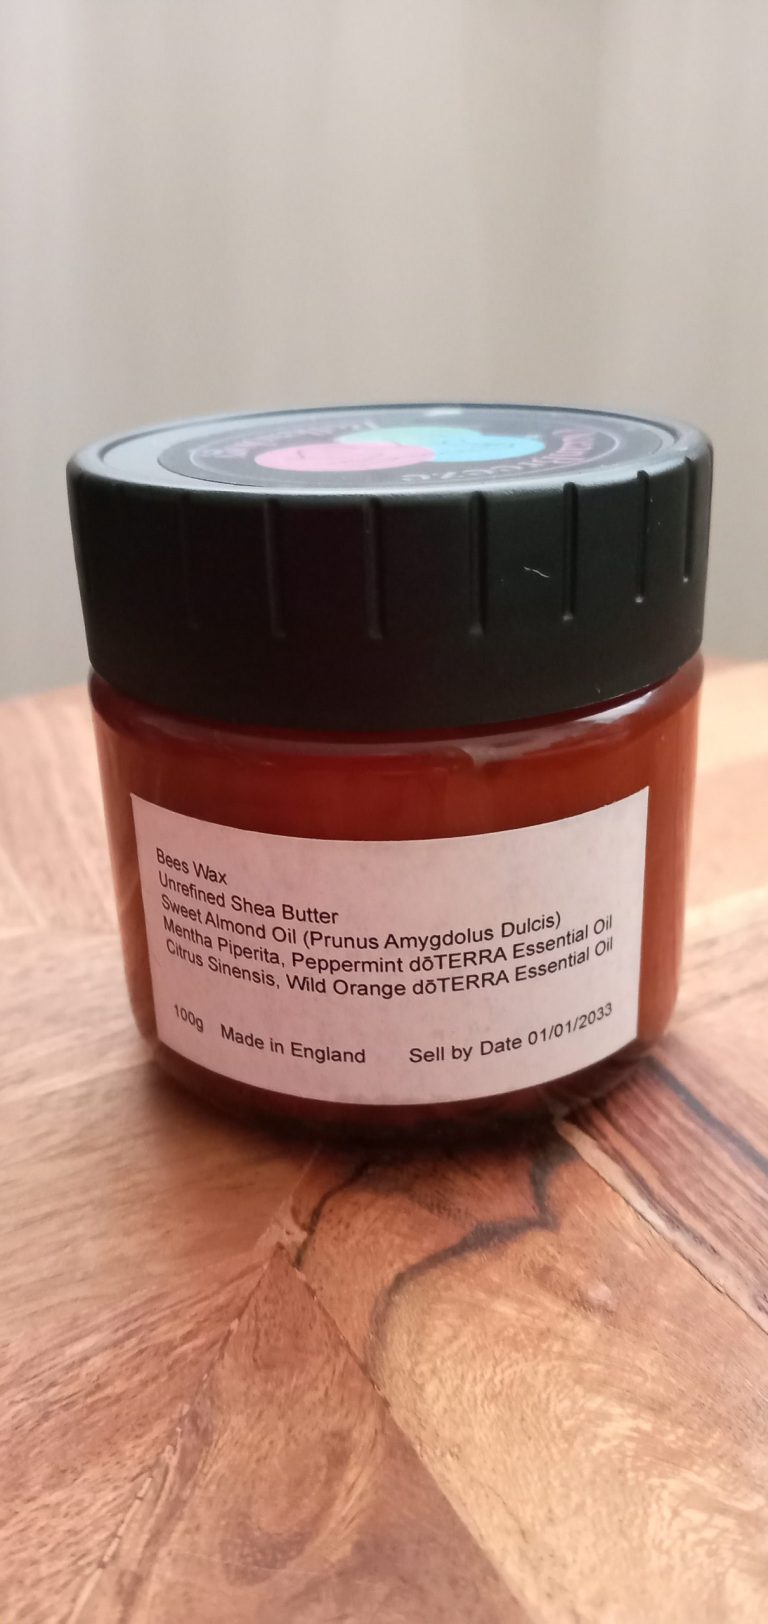 Bees Wax
Unrefined Shea Butter
Sweet Almond Oil (Prunus Amygdolus Dulcis)
Mentha Piperita, Peppermint dōTERRA Essential Oil
Citrus Sinensis, Wild Orange dōTERRA Essential Oil
100g Made in England Sell by Date 01/01/2033